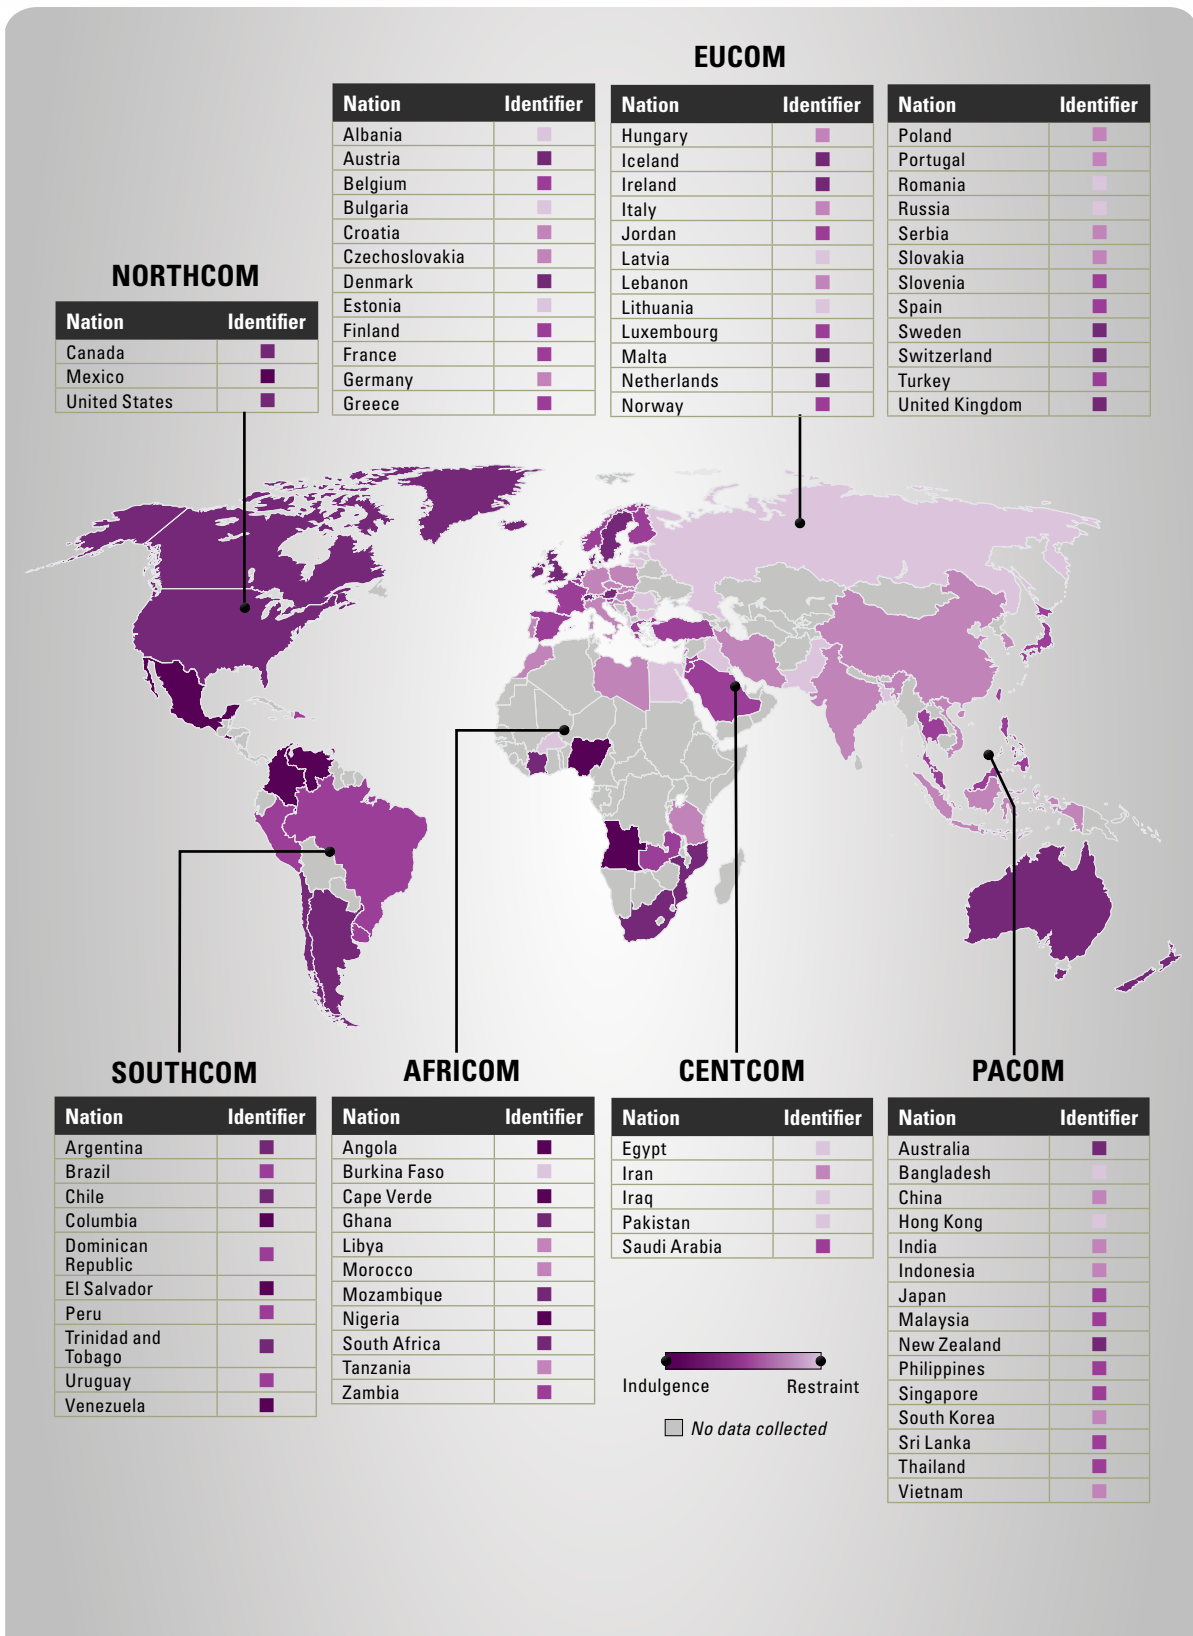 EUCOM
Nation Identifier
Albania
Austria
Belgium
Bulgaria
Croatia
Czechoslovakia
Denmark
Estonia
Finland
France
Germany
Greece
Nation Identifier
Hungary
Iceland
Ireland
Italy
Jordan
Latvia
Lebanon
Lithuania
Luxembourg
Malta
Netherlands
Norway
Nation Identifier
Poland
Portugal
Romania
Russia
Serbia
Slovakia
Slovenia
Spain
Sweden
Switzerland
Turkey
United Kingdom
NORTHCOM
Nation Identifier
Canada
Mexico
United States
SOUTHCOM
Nation Identifier
Argentina
Brazil
Chile
Columbia
Dominican
Republic
El Salvador
Peru
Trinidad and
Tobago
Uruguay
Venezuela
AFRICOM
Nation Identifier
Angola
Burkina Faso
Cape Verde
Ghana
Libya
Morocco
Mozambique
Nigeria
South Africa
Tanzania
Zambia
CENTCOM
Nation Identifier
Egypt
Iran
Iraq
Pakistan
Saudi Arabia
Indulgence Restraint
No data collected
PACOM
Nation Identifier
Australia
Bangladesh
China
Hong Kong
India
Indonesia
Japan
Malaysia
New Zealand
Philippines
Singapore
South Korea
Sri Lanka
Thailand
Vietnam